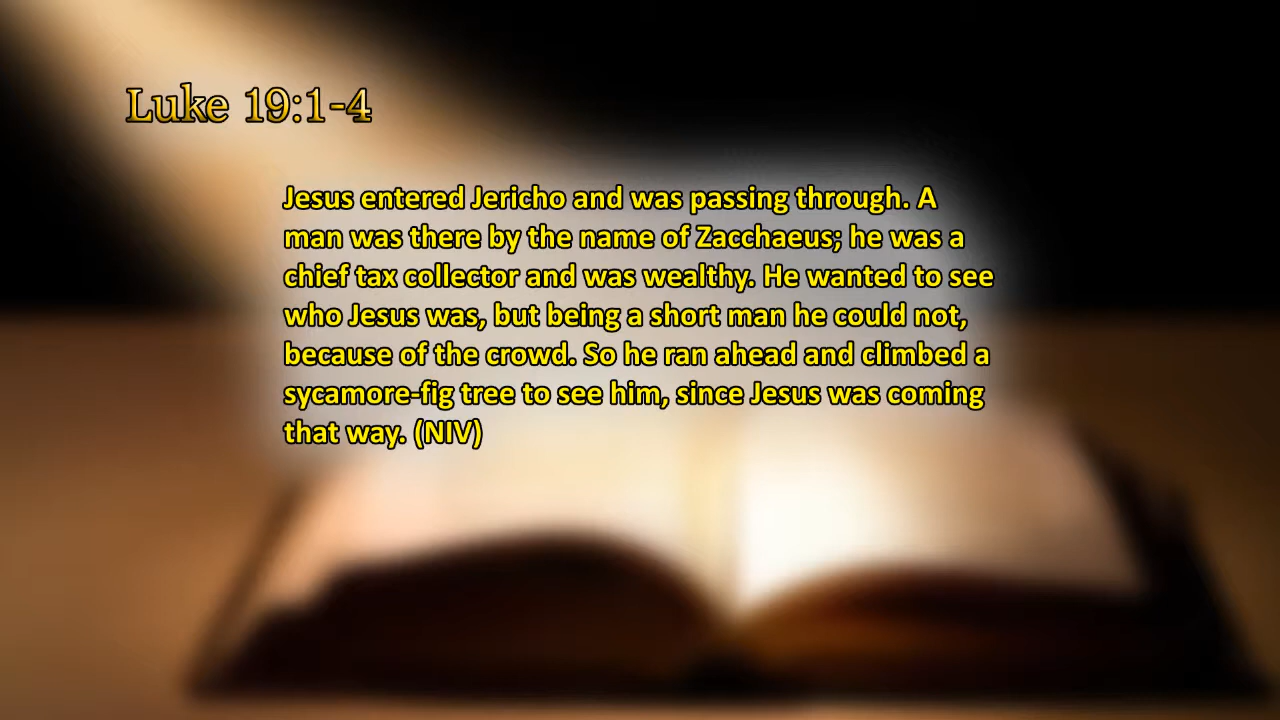 Luke 19:1-4
Jesus entered Jericho and was passing through. A
man was there by the name of Zacchaeus; he was a
chief tax collector and was wealthy. He wanted to see
who Jesus was, but being a short man he could not,
because of the crowd. So he ran ahead and climbed a
sycamore-fig tree to see him, since Jesus was coming
that way. (NIV)